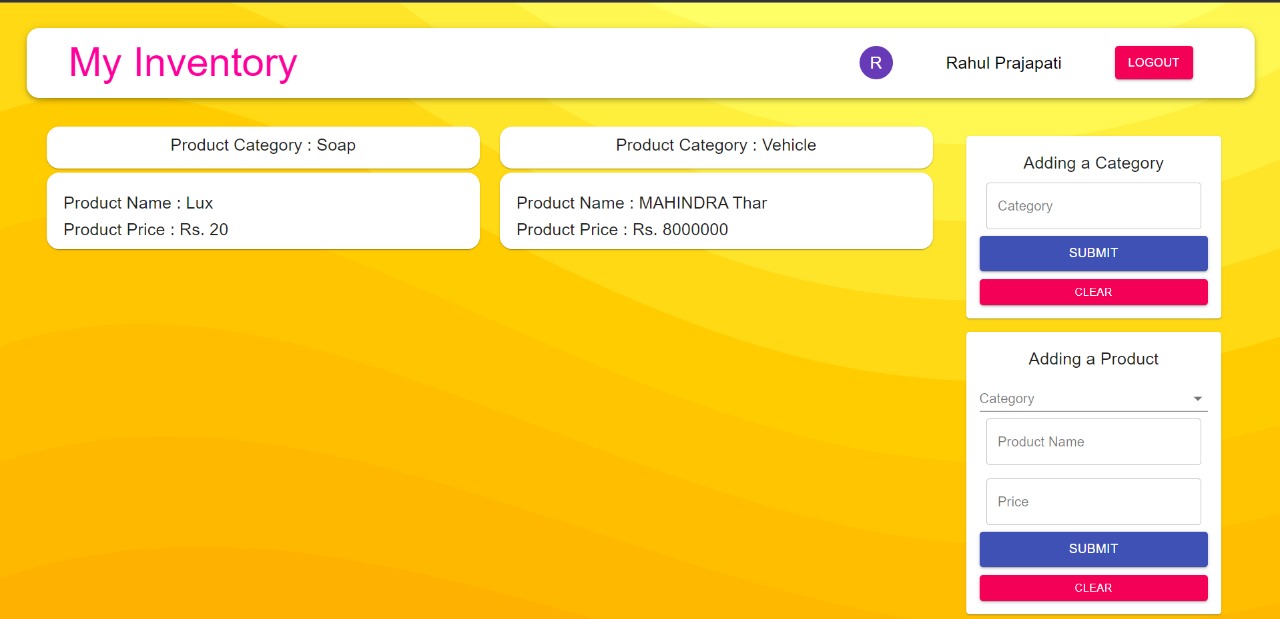 My Inventory
R
Rahul Prajapati
LOGOUT
Product Category : Soap
Product Name : Lux
Product Price : Rs. 20
Product Category : Vehicle
Product Name : MAHINDRA Thar
Product Price : Rs. 8000000
Adding a Category
Category
SUBMIT
CLEAR
Adding a Product
Category
Product Name
Price
SUBMIT
CLEAR